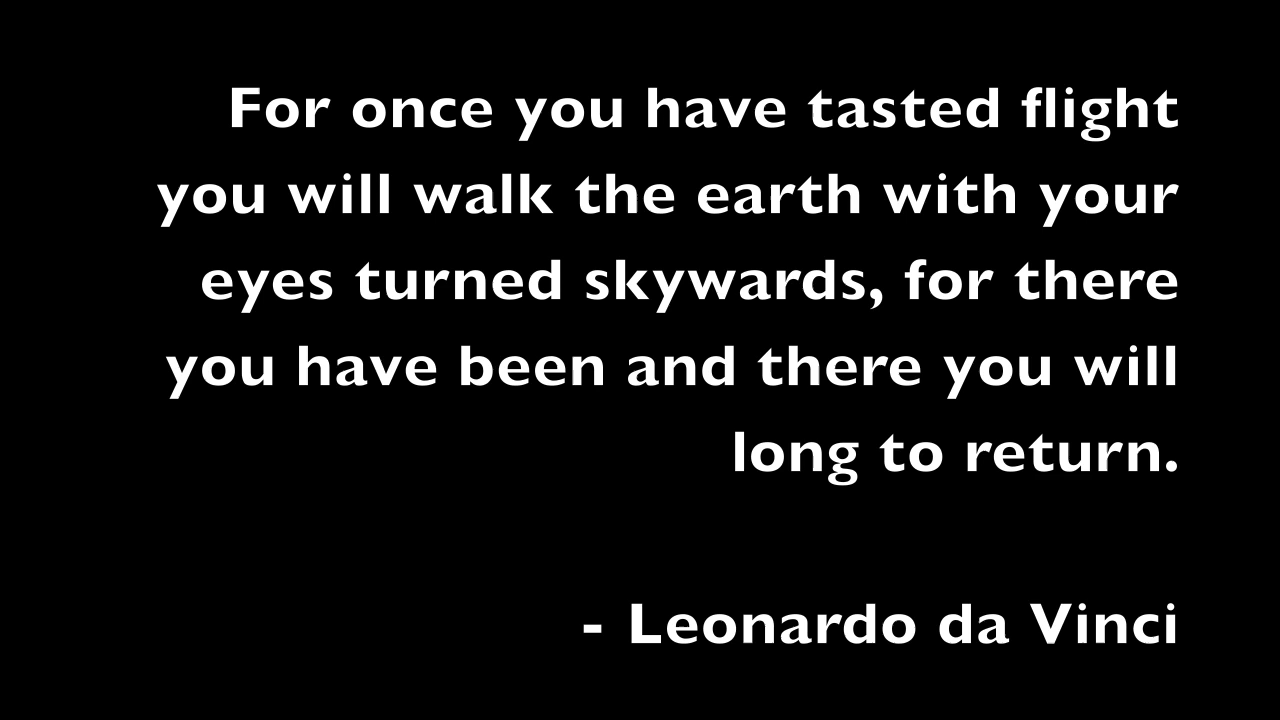 For once you have tasted flight
you will walk the earth with your
eyes turned skywards, for there
you have been and there you will
long to return.
- Leonardo da Vinci